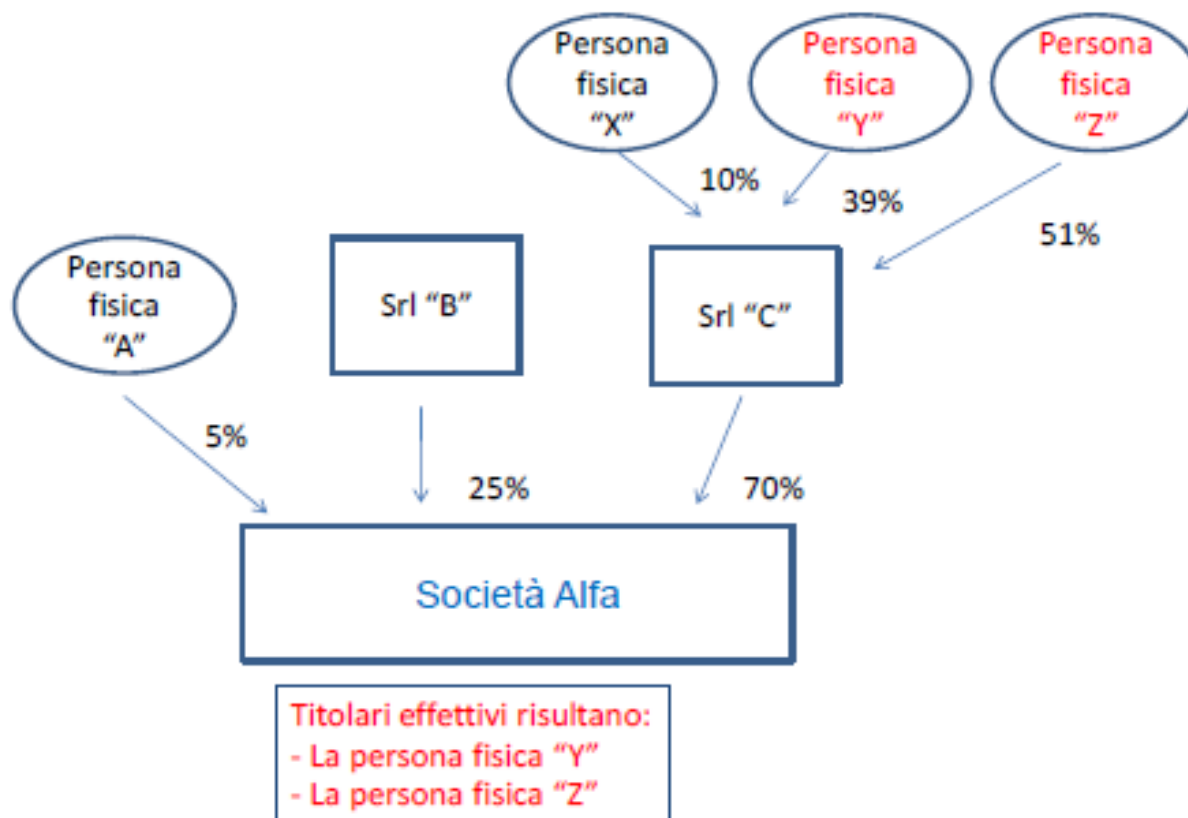 Persona
fisica
“X”
Persona
fisica
“Y”
Persona
fisica
“Z”
10%
39%
51%
Persona
fisica
“A”
Srl “B”
Srl “C”
5%
25%
70%
Società Alfa
Titolari effettivi risultano:
- La persona fisica “Y”
- La persona fisica “Z”